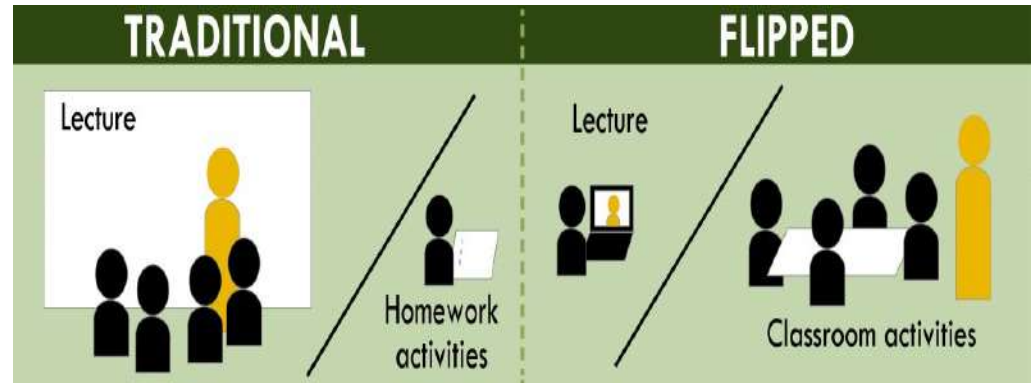 TRADITIONAL
Lecture
Homework
activities
FLIPPED
Lecture
Classroom activities